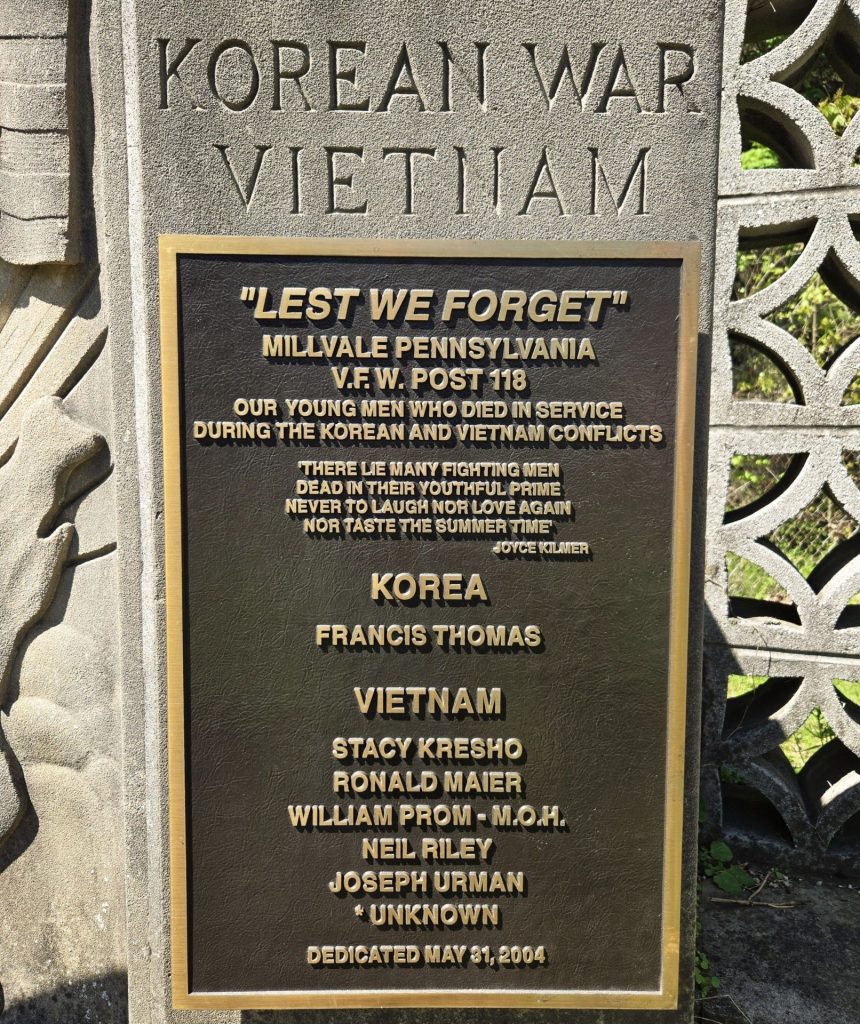 KOREAN WAR
VIETNAM
"LEST WE FORGET"
MILLVALE PENNSYLVANIA
V.F.W. POST 118
OUR YOUNG MEN WHO DIED IN SERVICE
DURING THE KOREAN AND VIETNAM CONFLICTS
'THERE LIE MANY FIGHTING MEN
DEAD IN THEIR YOUTHFUL PRIME
NEVER TO LAUGH NOR LOVE AGAIN
NOR TASTE THE SUMMER TIME'
JOYCE KILMER
KOREA
FRANCIS THOMAS
VIETNAM
STACY KRESHO
RONALD MAIER
WILLIAM PROM - M.O.H.
NEIL RILEY
JOSEPH URMAN
* UNKNOWN
DEDICATED MAY 31, 2004